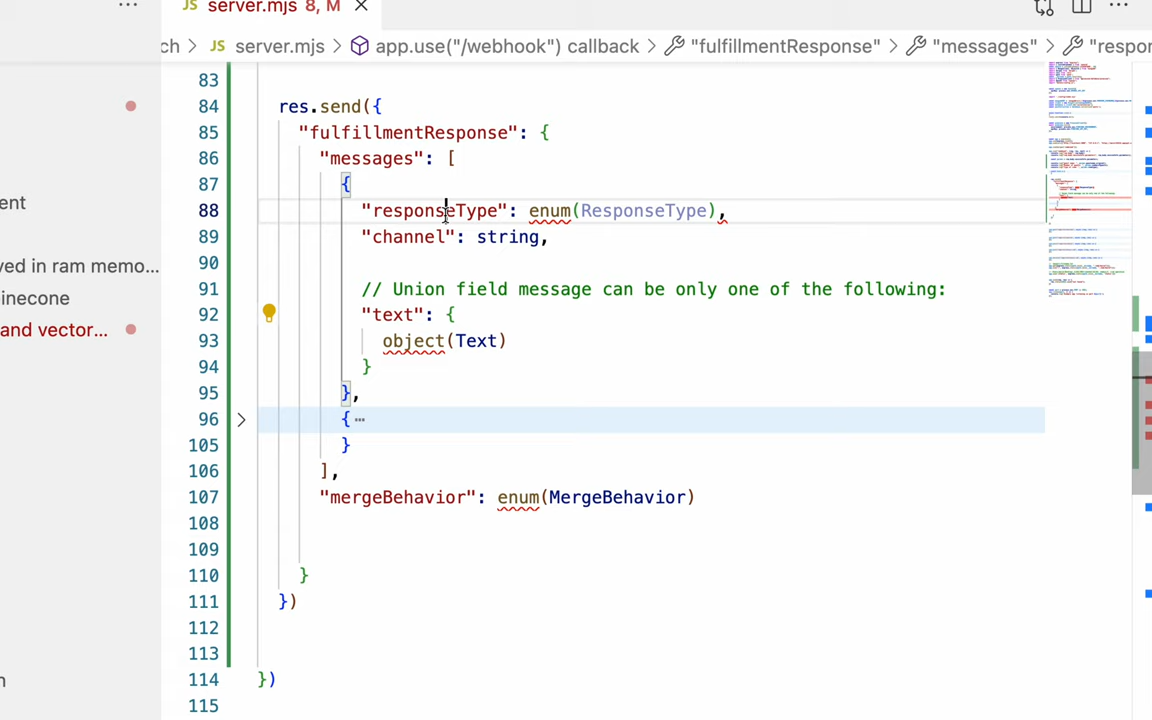 server.mjs 8, M
ch > JS server.mjs > app.use("/webhook") callback > "fulfillmentResponse" > "messages" > "respor
ent
ved in ram memo...
inecone
and vector...
n
83
84 res.send({
85 "fulfillmentResponse": {
86 "messages": [
87 {
88 "responseType": enum(ResponseType),
89 "channel": string,
90
91 // Union field message can be only one of the following:
92 "text": {
93 object(Text)
94 }
95 },
96 { ...
105 }
106 ],
107 "mergeBehavior": enum(MergeBehavior)
108
109
110 }
111 })
112
113
114 })
115